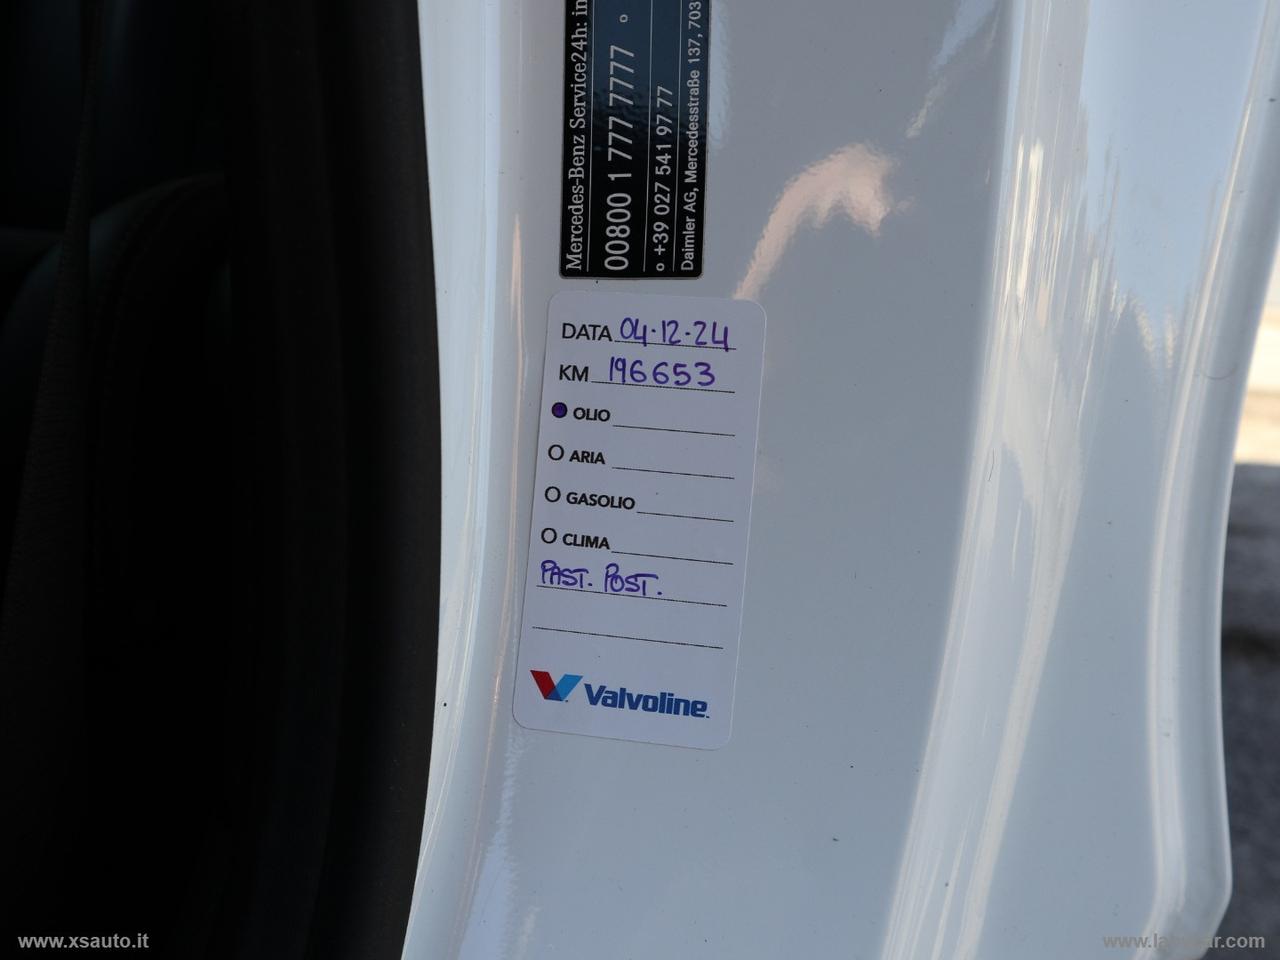 Mercedes-Benz Service24h:
00800 1 777 7777 o
o +39 027 541 97 77
Daimler AG, Mercedesstraße 137, 703
DATA 04·12·24
KM 196653
OLIO
ARIA
GASOLIO
CLIMA
PAST. POST.
Valvoline
www.xsauto.it